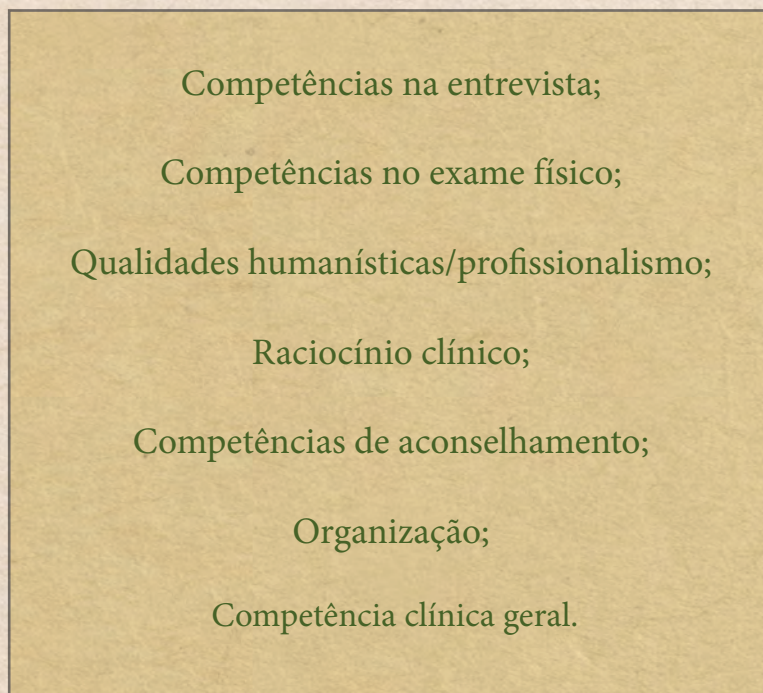 Competências na entrevista;
Competências no exame físico;
Qualidades humanísticas/profissionalismo;
Raciocínio clínico;
Competências de aconselhamento;
Organização;
Competência clínica geral.